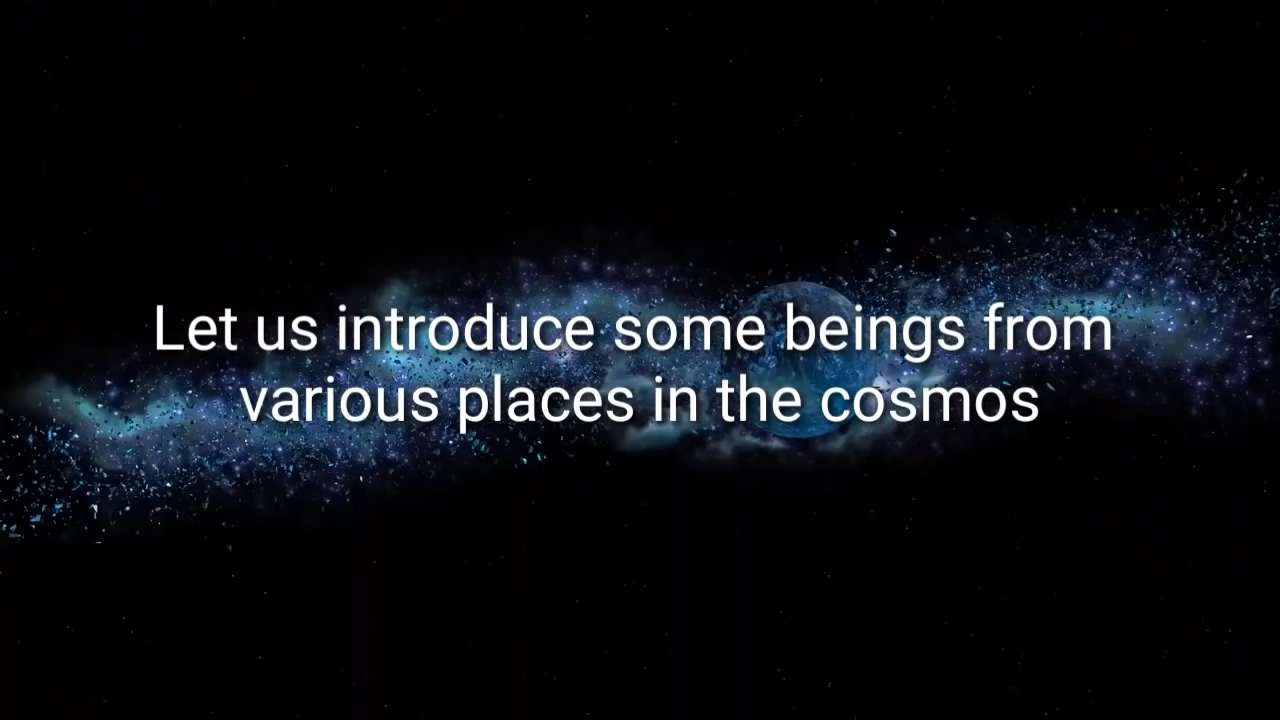 Let us introduce some beings from
various places in the cosmos